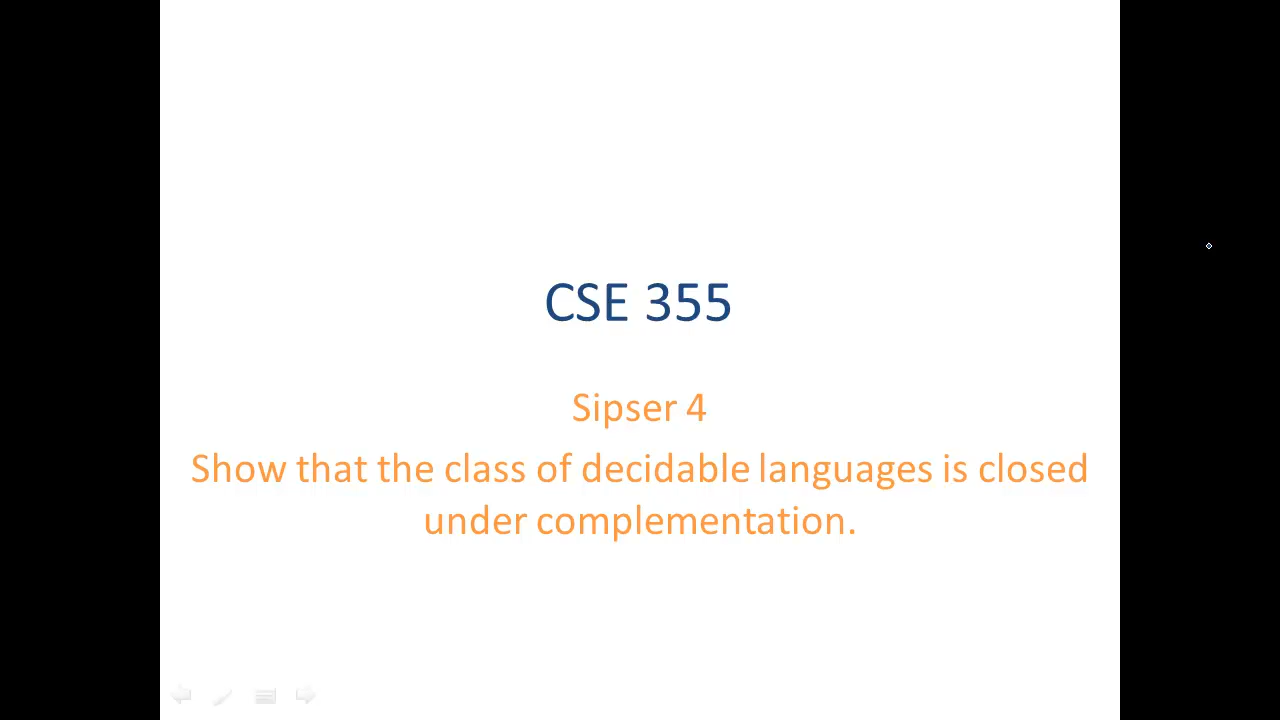 CSE 355
Sipser 4
Show that the class of decidable languages is closed
under complementation.